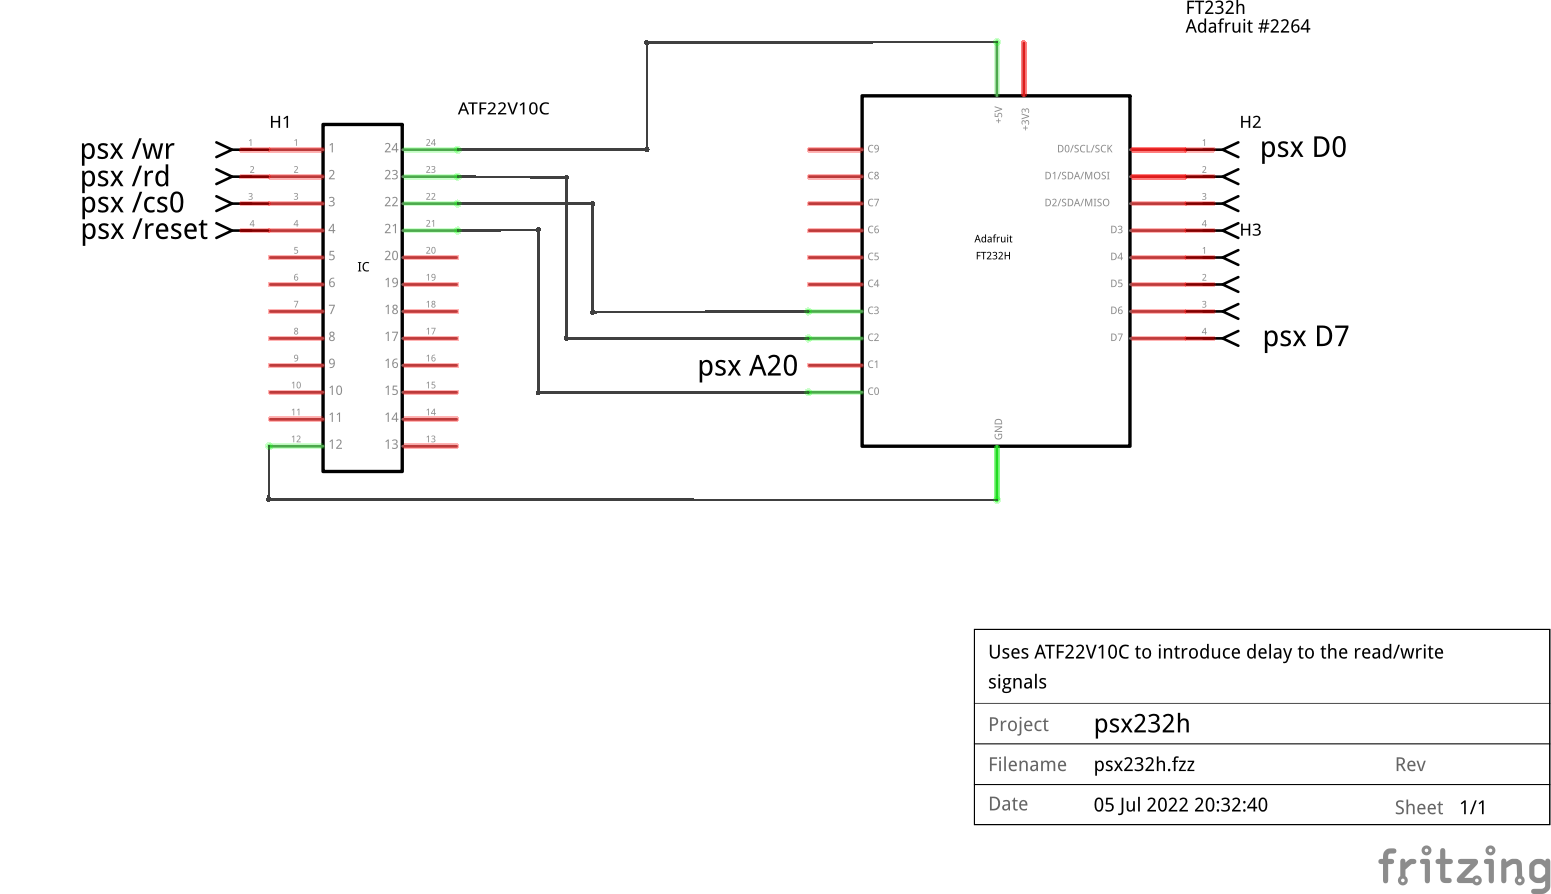 FT232h
Adafruit #2264
ATF22V10C
H1
H2
+5V
+3V3
psx /wr 1 1 1 24 24 C9 D0/SCL/SCK 1 psx D0
psx /rd 2 2 2 23 23 C8 D1/SDA/MOSI 2
psx /cs0 3 3 3 22 22 C7 D2/SDA/MISO 3
psx /reset 4 4 4 21 21 C6 D3 4 H3
5 5 20 20 C5 D4 1
6 6 19 19 C4 D5 2
7 7 18 18 C3 D6 3
8 8 17 17 C2 D7 4 psx D7
9 9 16 16 psx A20 C1
10 10 15 15 C0
11 11 14 14
12 12 13 13
IC
Adafruit
FT232H
GND
Uses ATF22V10C to introduce delay to the read/write
signals
Project psx232h
Filename psx232h.fzz Rev
Date 05 Jul 2022 20:32:40 Sheet 1/1
fritzing